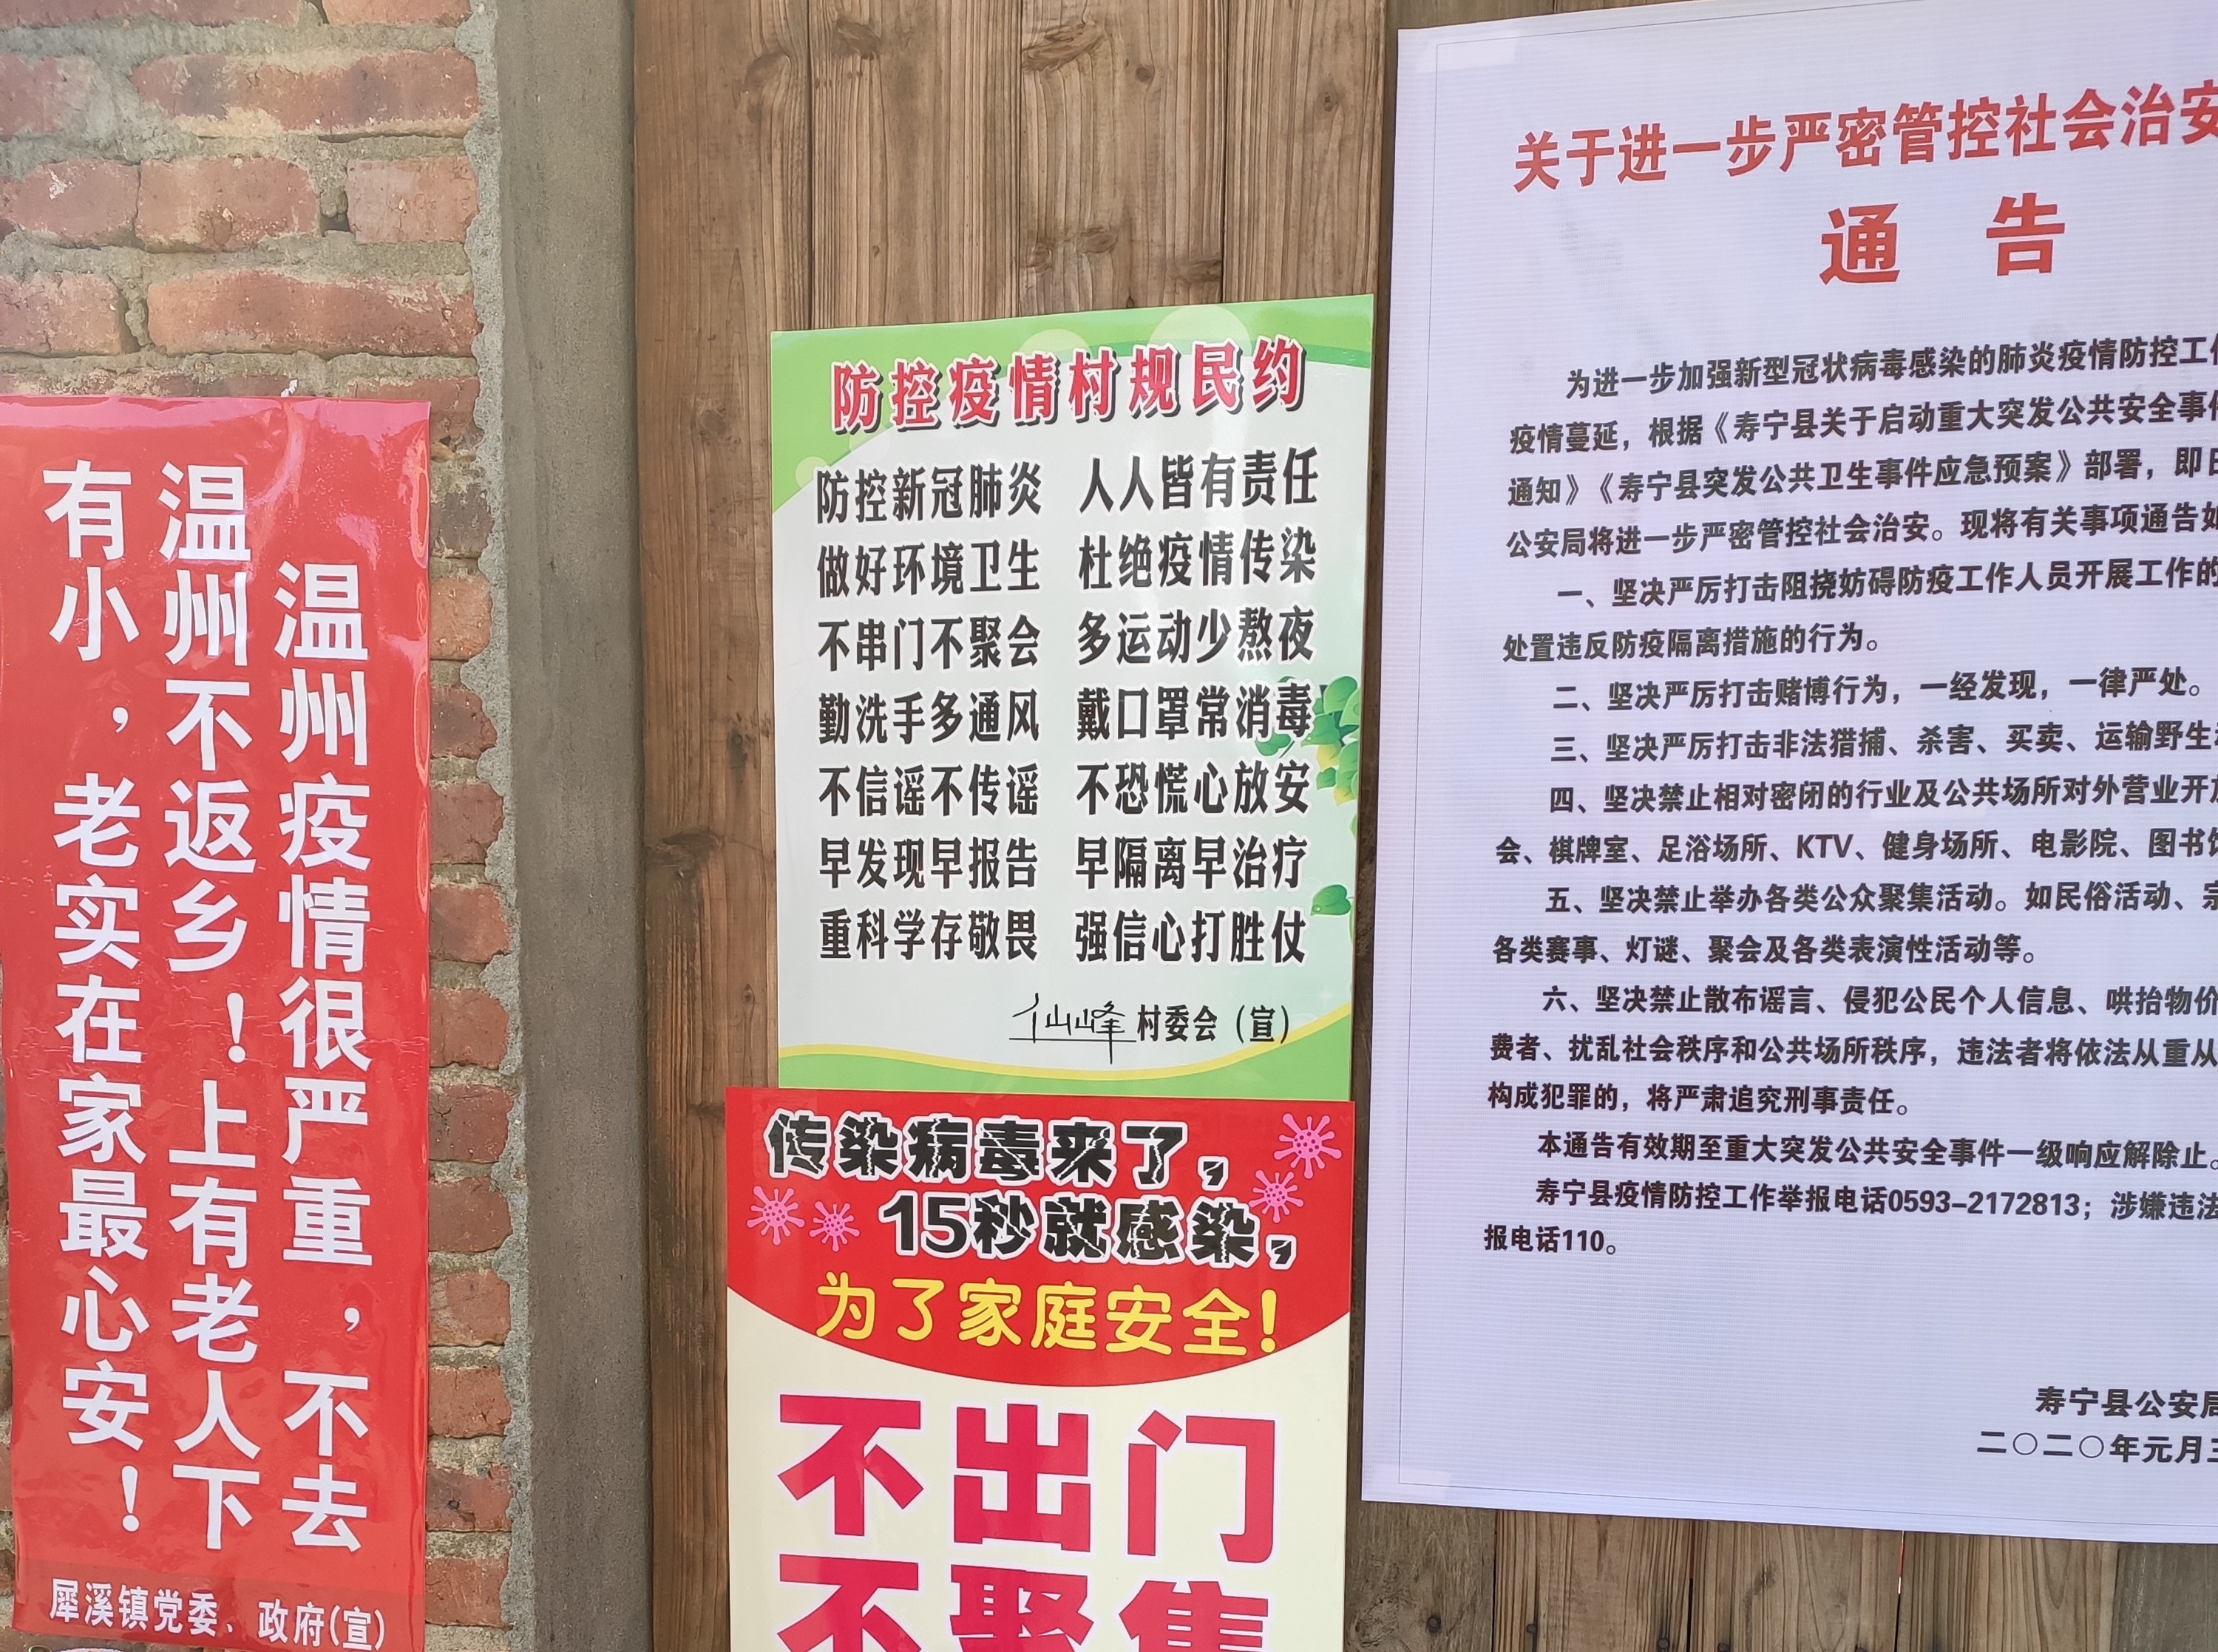 温州疫情很严重，不去
温州不返乡！上有老人下
有小，老实在家最心安！
犀溪镇党委、政府(宣)
防控疫情村规民约
防控新冠肺炎 人人皆有责任
做好环境卫生 杜绝疫情传染
不串门不聚会 多运动少熬夜
勤洗手多通风 戴口罩常消毒
不信谣不传谣 不恐慌心放安
早发现早报告 早隔离早治疗
重科学存敬畏 强信心打胜仗
仙峰村委会（宣）
传染病毒来了，
15秒就感染，
为了家庭安全！
不出门
不聚集
关于进一步严密管控社会治安
通告
为进一步加强新型冠状病毒感染的肺炎疫情防控工作
疫情蔓延，根据《寿宁县关于启动重大突发公共安全事件
通知》《寿宁县突发公共卫生事件应急预案》部署，即日
公安局将进一步严密管控社会治安。现将有关事项通告如
一、坚决严厉打击阻挠妨碍防疫工作人员开展工作的
处置违反防疫隔离措施的行为。
二、坚决严厉打击赌博行为，一经发现，一律严处。
三、坚决严厉打击非法猎捕、杀害、买卖、运输野生
四、坚决禁止相对密闭的行业及公共场所对外营业开放
会、棋牌室、足浴场所、KTV、健身场所、电影院、图书馆
五、坚决禁止举办各类公众聚集活动。如民俗活动、宗
各类赛事、灯谜、聚会及各类表演性活动等。
六、坚决禁止散布谣言、侵犯公民个人信息、哄抬物价
费者、扰乱社会秩序和公共场所秩序，违法者将依法从重从
构成犯罪的，将严肃追究刑事责任。
本通告有效期至重大突发公共安全事件一级响应解除止。
寿宁县疫情防控工作举报电话0593-2172813；涉嫌违法
报电话110。
寿宁县公安局
二〇二〇年元月三